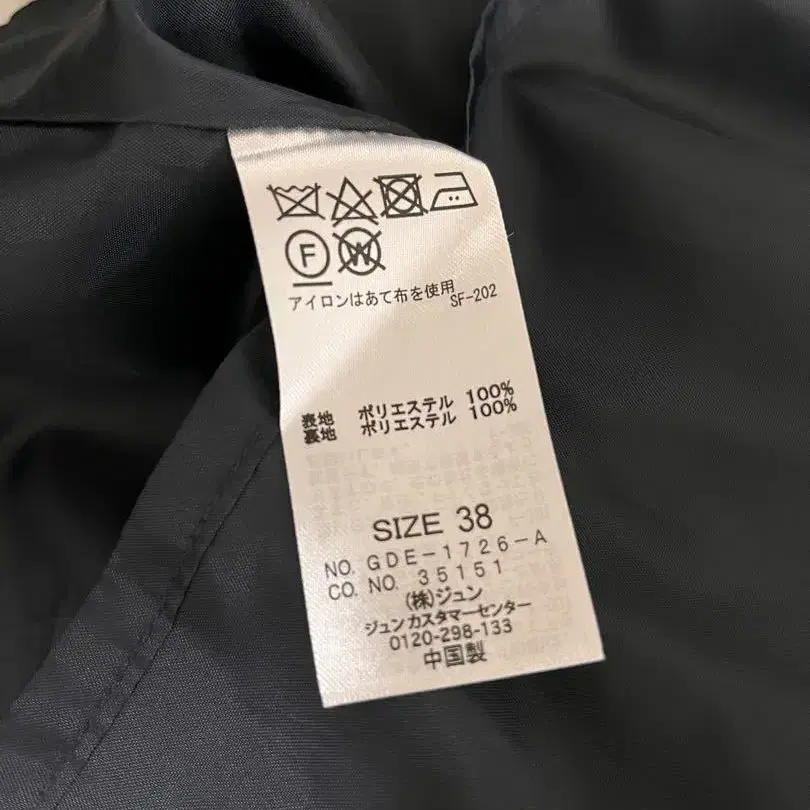 F W
アイロンはあて布を使用 SF-202
表地 ポリエステル 100%
裏地 ポリエステル 100%
SIZE 38
NO. GDE-1726-A
CO. NO. 35151
(株)ジュン
ジュンカスタマーセンター
0120-298-133
中国製